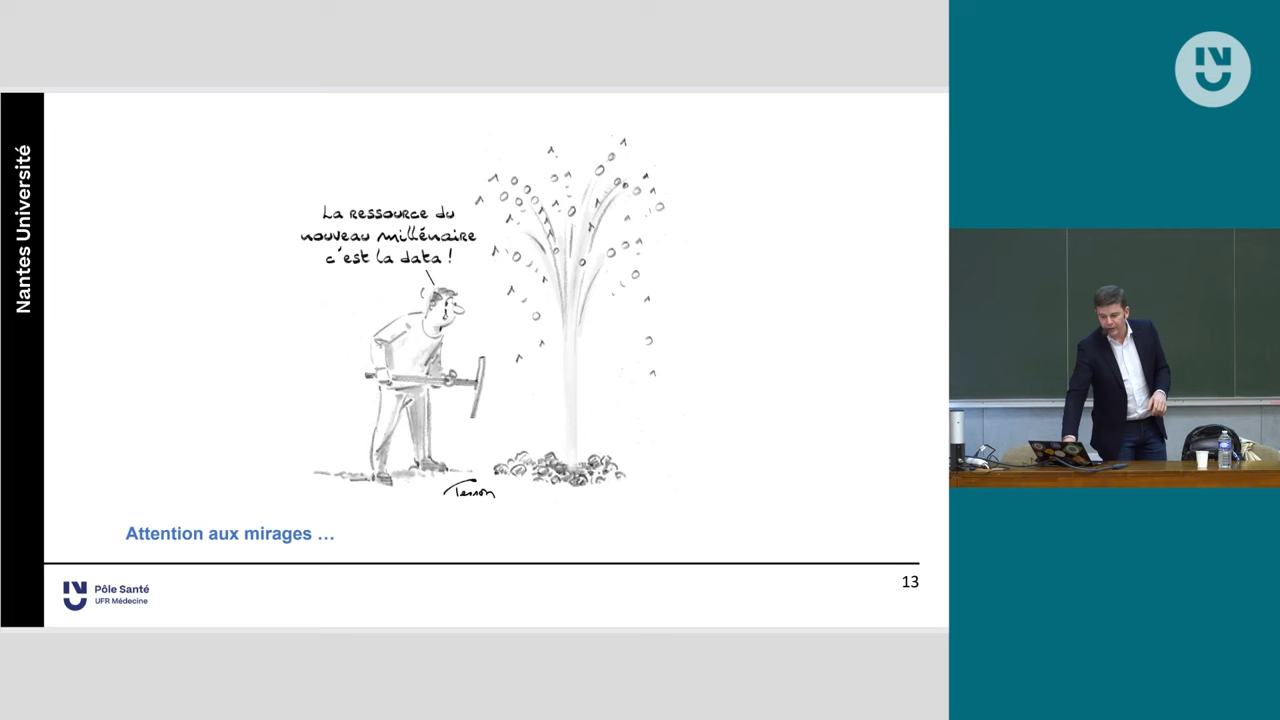 Nantes Université
La ressource du
nouveau millénaire
c'est la data !
Tesson
Attention aux mirages …
Pôle Santé
UFR Médecine
13